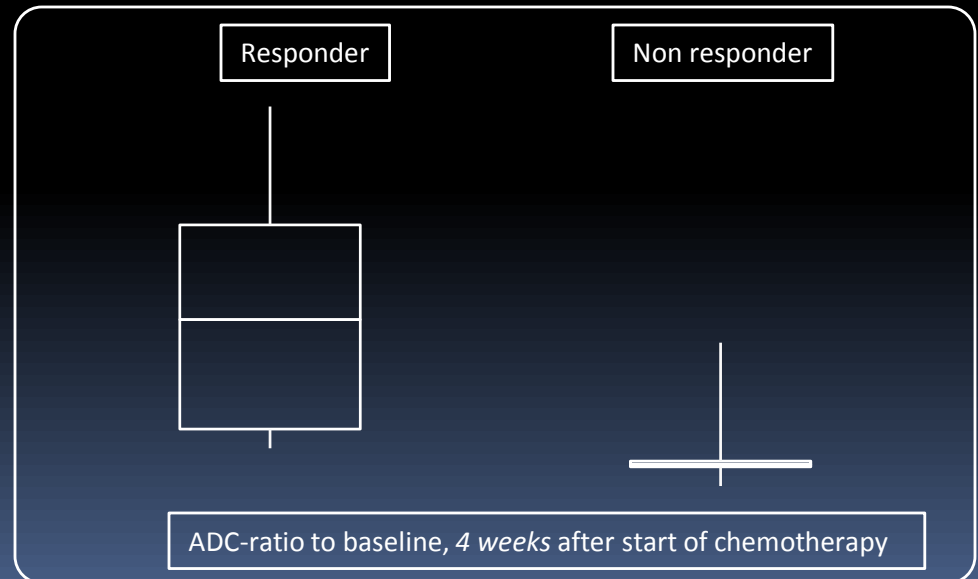 Responder
Non responder
ADC-ratio to baseline, 4 weeks after start of chemotherapy